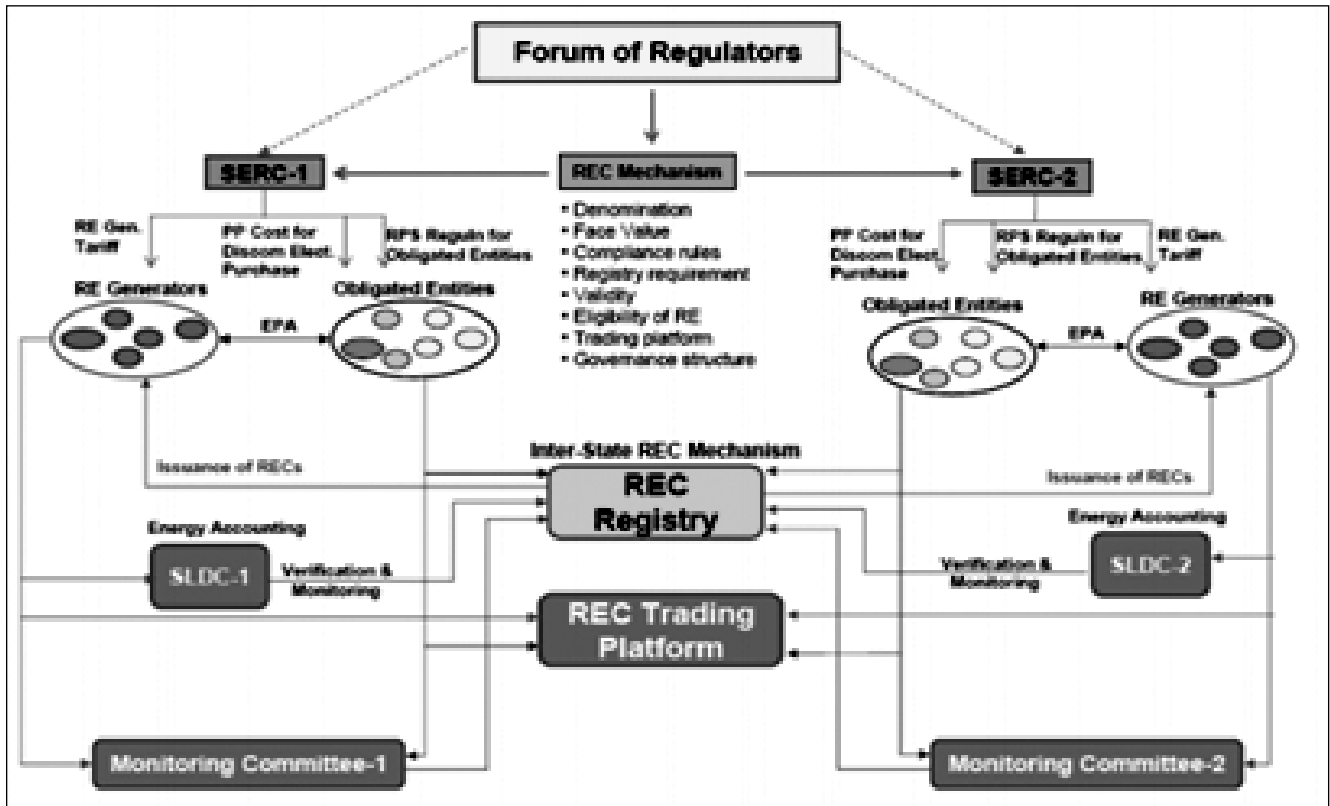 Forum of Regulators
SERC-1
REC Mechanism
SERC-2
RE Gen.
Tariff
PP Cost for
Discom Elect.
Purchase
RPS Reguln for
Obligated Entities
• Denomination
• Face Value
• Compliance rules
• Registry requirement
• Validity
• Eligibility of RE
• Trading platform
• Governance structure
PP Cost for
Discom Elect.
Purchase
RPS Reguln for
Obligated Entities
RE Gen.
Tariff
RE Generators
Obligated Entities
EPA
Obligated Entities
RE Generators
EPA
Inter-State REC Mechanism
REC
Registry
Issuance of RECs
Issuance of RECs
Energy Accounting
SLDC-1
Verification &
Monitoring
Energy Accounting
SLDC-2
Verification &
Monitoring
REC Trading
Platform
Monitoring Committee-1
Monitoring Committee-2